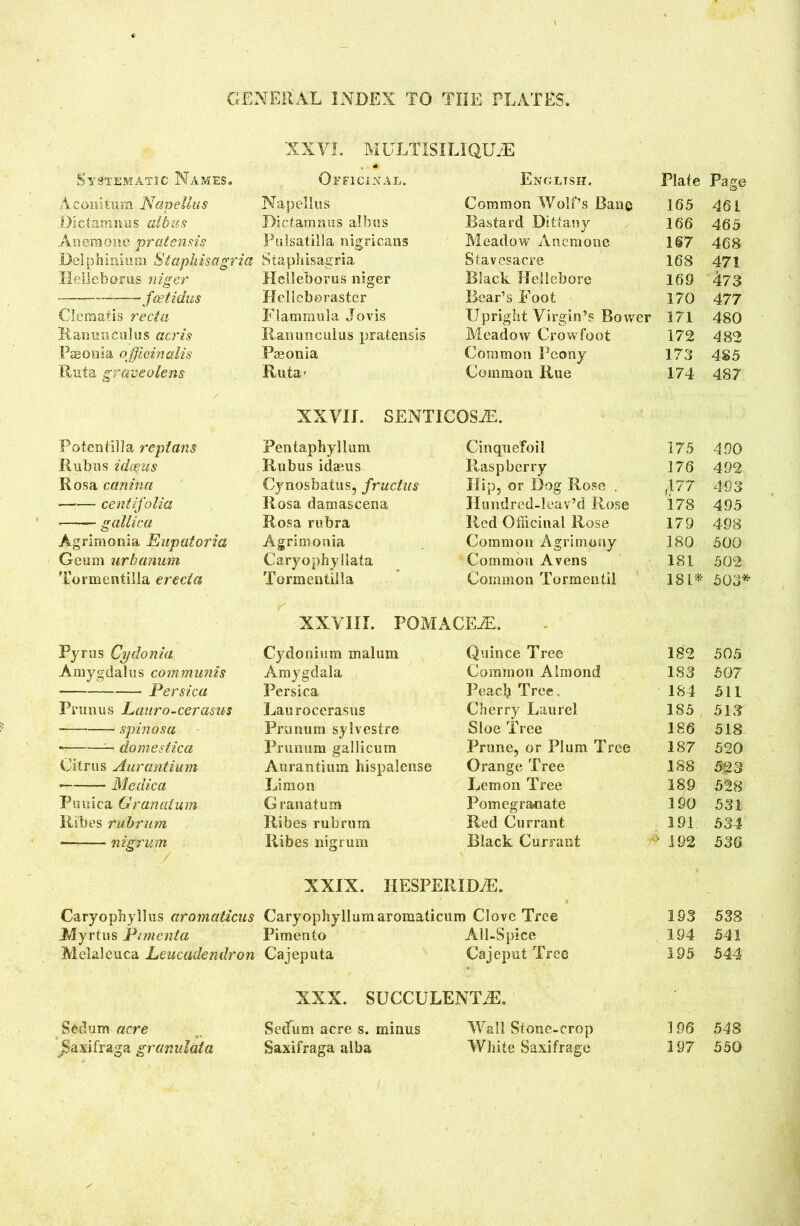 GENERAL INDEX TO THE PLATES.
XXVI. MULTISILIQUÆ
SYSTEMATIC NAMES. OFFICINAL. ENGLISH. Plate Page
Aconitum Napellus Napellus Common Wolf's Bane 165 461
Dictamnus albus Dictamnus albus Bastard Dittany 166 465
Anemone pratensis Pulsatilla nigricans Meadow Anemone 167 468
Delphinium Staphisagria Staphisagria Stavesacre 168 471
Helleborus niger Helleborus niger Black Hellebore 169 473
——— fœtidus Helleboraster Bear's Foot 170 477
Clematis recta Flammula Jovis Upright Virgin's Bower 171 480
Ranunculus acris Ranunculus pratensis Meadow Crowfoot 172 482
Pæonia officinalis Pæonia Common Peony 173 485
Ruta graveolens Ruta Common Rue 174 487
XXVII. SENTICOSÆ.
Potentilla reptans Pentaphyllum Cinquefoil 175 490
Rubus idæus Rubus idæus Raspberry 176 492
Rosa canina Cynosbatus, fructus Hip, or Dog Rose . 177 493
—— centifolia Rosa damascena Hundred-leav'd Rose 178 495
—— gallica Rosa rubra Red Officinal Rose 179 498
Agrimonia Eupatoria Agrimonia Common Agrimony 180 500
Geum urbanum Caryophyllata Common Avens 181 502
Tormentilla erecta Tormentilla Common Tormentil 181* 503*
XXVIII. POMACEÆ.
Pyrus Cydonia Cydonium malum Quince Tree 182 505
Amygdalus communis Amygdala Common Almond 183 507
——— Persica Persica Peach Tree. 184 511
Prunus Lauro-cerasus Laurocerasus Cherry Laurel 185 513
——— spinosa Prunum sylvestre Sloe Tree 186 518
——— domestica Prunum gallicum Prune, or Plum Tree 187 520
Citrus Aurantium Aurantium hispalense Orange Tree 188 523
——— Medica Limon Lemon Tree 189 528
Punica Granatum Granatum Pomegranate 190 531
Ribes rubrum Ribes rubrum Red Currant 191 534
——— nigrum Ribes nigrum Black Currant 192 536
XXIX. HESPERIDÆ.
Caryophyllus aromaticus Caryophyllum aromaticum Clove Tree 193 538
Myrtus Pimenta Pimento All-Spice 194 541
Melaleuca Leucadendron Cajeputa Cajeput Tree 195 544
XXX. SUCCULENTÆ.
Sedum acre Sedum acre s. minus Wall Stone-crop 196 548
Saxifraga granulata Saxifraga alba White Saxifrage 197 550